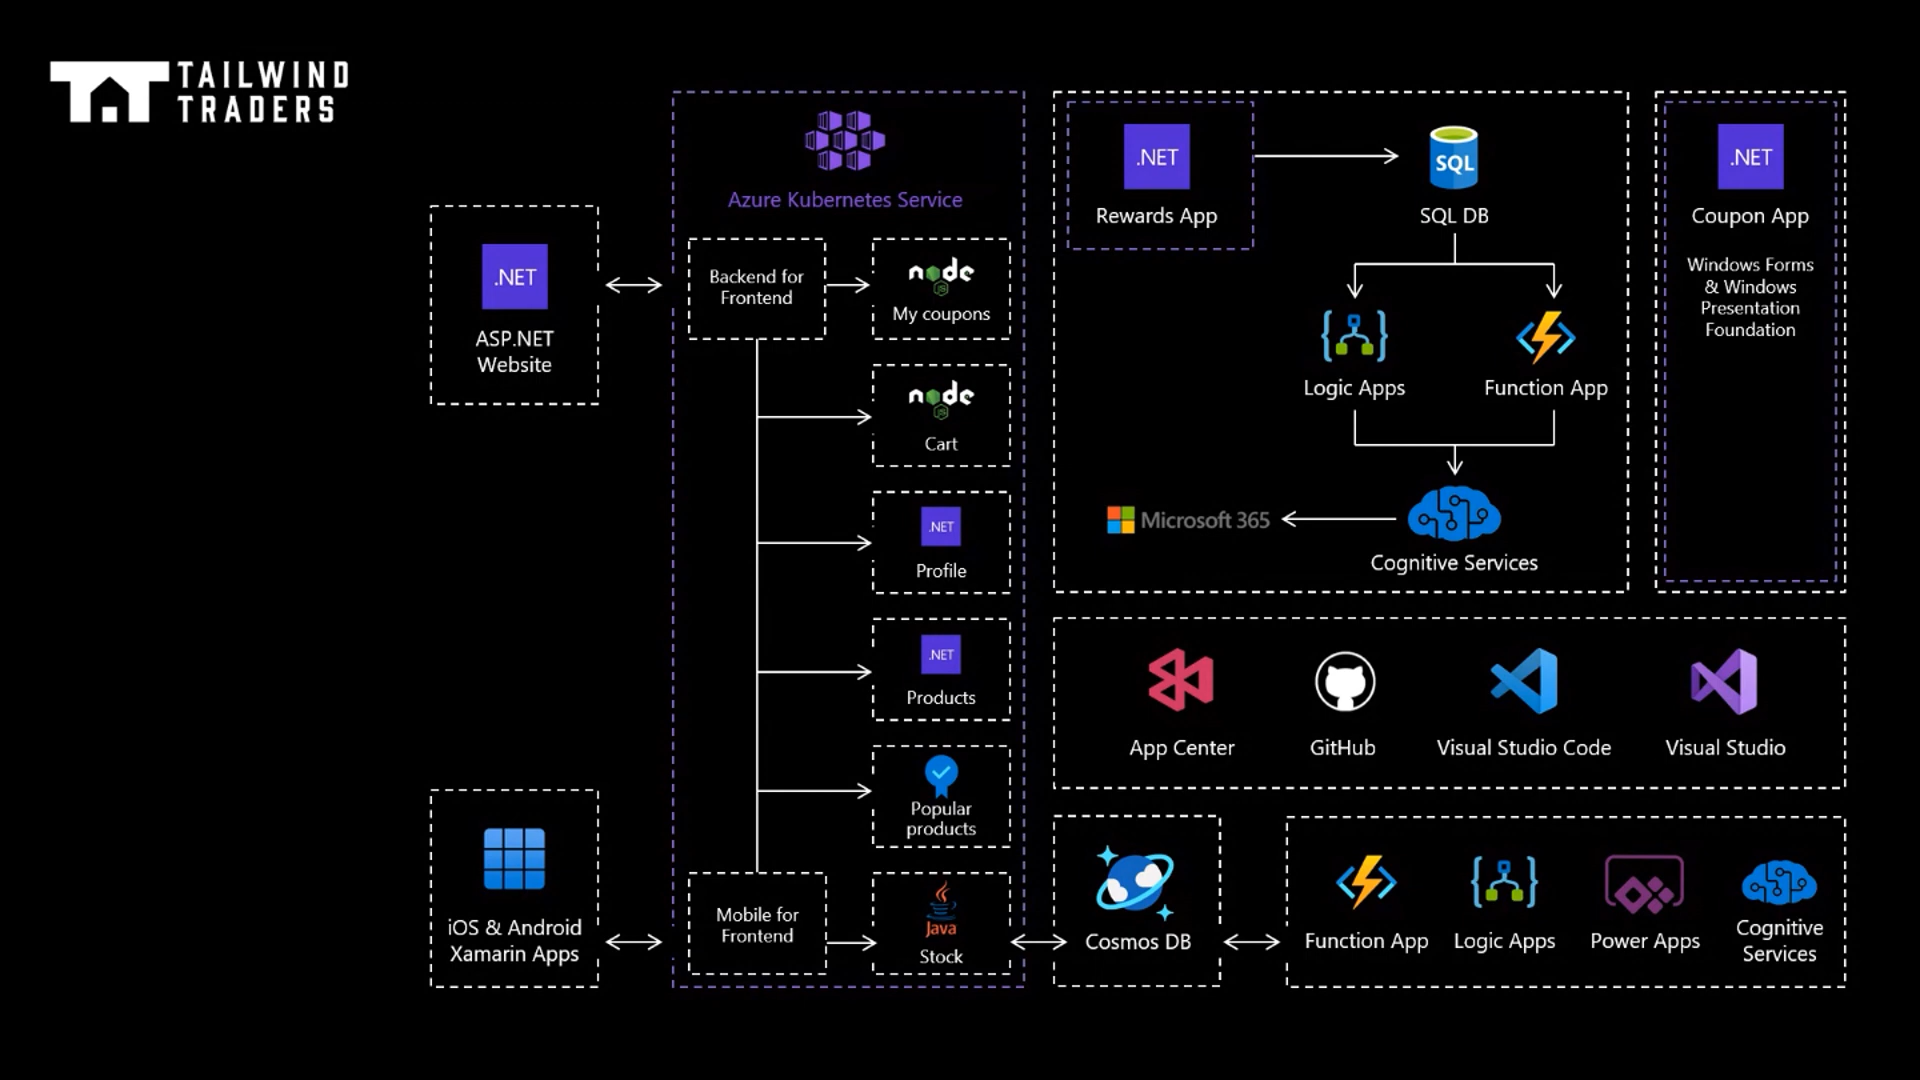 TAILWIND
TRADERS
.NET
ASP.NET
Website
iOS & Android
Xamarin Apps
Azure Kubernetes Service
Backend for
Frontend
node
JS
My coupons
node
JS
Cart
.NET
Profile
.NET
Products
Popular
products
Mobile for
Frontend
Java
Stock
.NET
Rewards App
SQL
SQL DB
Logic Apps
Function App
Microsoft 365
Cognitive Services
.NET
Coupon App
Windows Forms
& Windows
Presentation
Foundation
App Center
GitHub
Visual Studio Code
Visual Studio
Cosmos DB
Function App
Logic Apps
Power Apps
Cognitive
Services